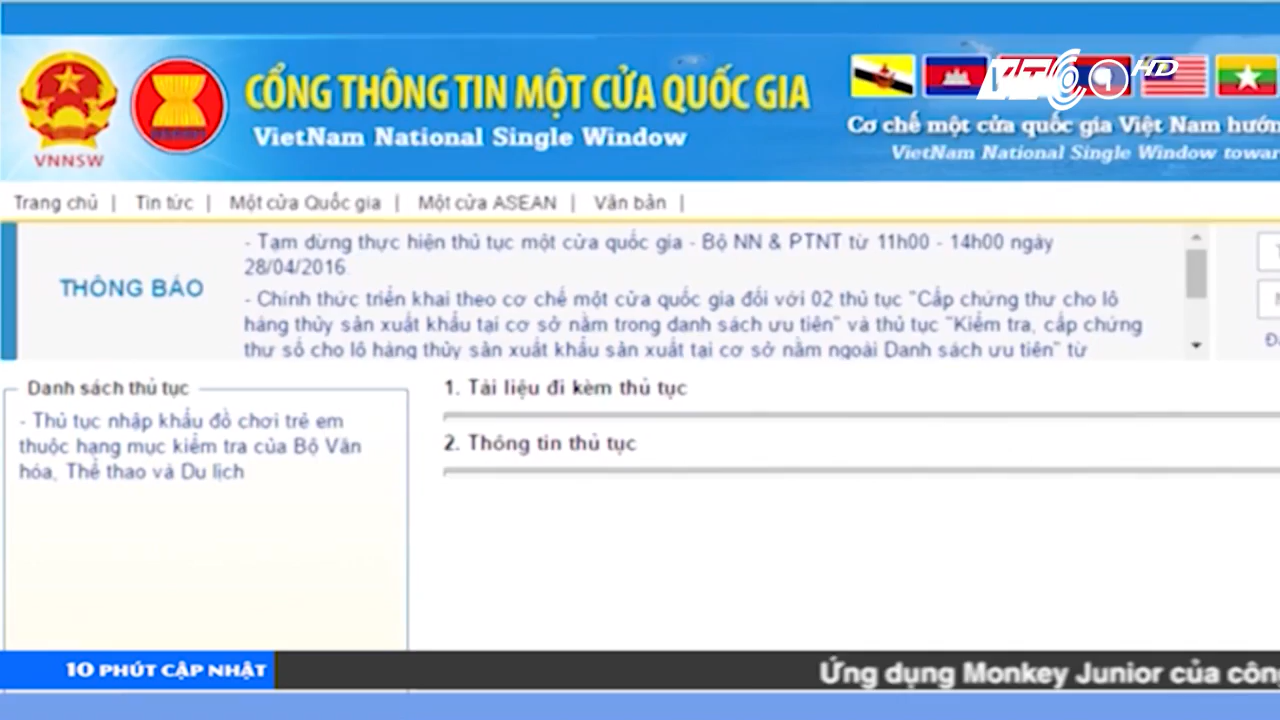 VTC 1 HD
CỔNG THÔNG TIN MỘT CỬA QUỐC GIA
VietNam National Single Window
VNNSW
Cơ chế một cửa quốc gia Việt Nam hướn
VietNam National Single Window towar
Trang chủ | Tin tức | Một cửa Quốc gia | Một cửa ASEAN | Văn bản |
- Tạm dừng thực hiện thủ tục một cửa quốc gia - Bộ NN & PTNT từ 11h00 - 14h00 ngày
28/04/2016
THÔNG BÁO
- Chính thức triển khai theo cơ chế một cửa quốc gia đối với 02 thủ tục "Cấp chứng thư cho lô
hàng thủy sản xuất khẩu tại cơ sở nằm trong danh sách ưu tiên" và thủ tục "Kiểm tra, cấp chứng
thư số cho lô hàng thủy sản xuất khẩu sản xuất tại cơ sở nằm ngoài Danh sách ưu tiên" từ
Danh sách thủ tục
- Thủ tục nhập khẩu đồ chơi trẻ em
thuộc hạng mục kiểm tra của Bộ Văn
hóa, Thể thao và Du lịch
1. Tài liệu đi kèm thủ tục
2. Thông tin thủ tục
10 PHÚT CẬP NHẬT
Ứng dụng Monkey Junior của côn